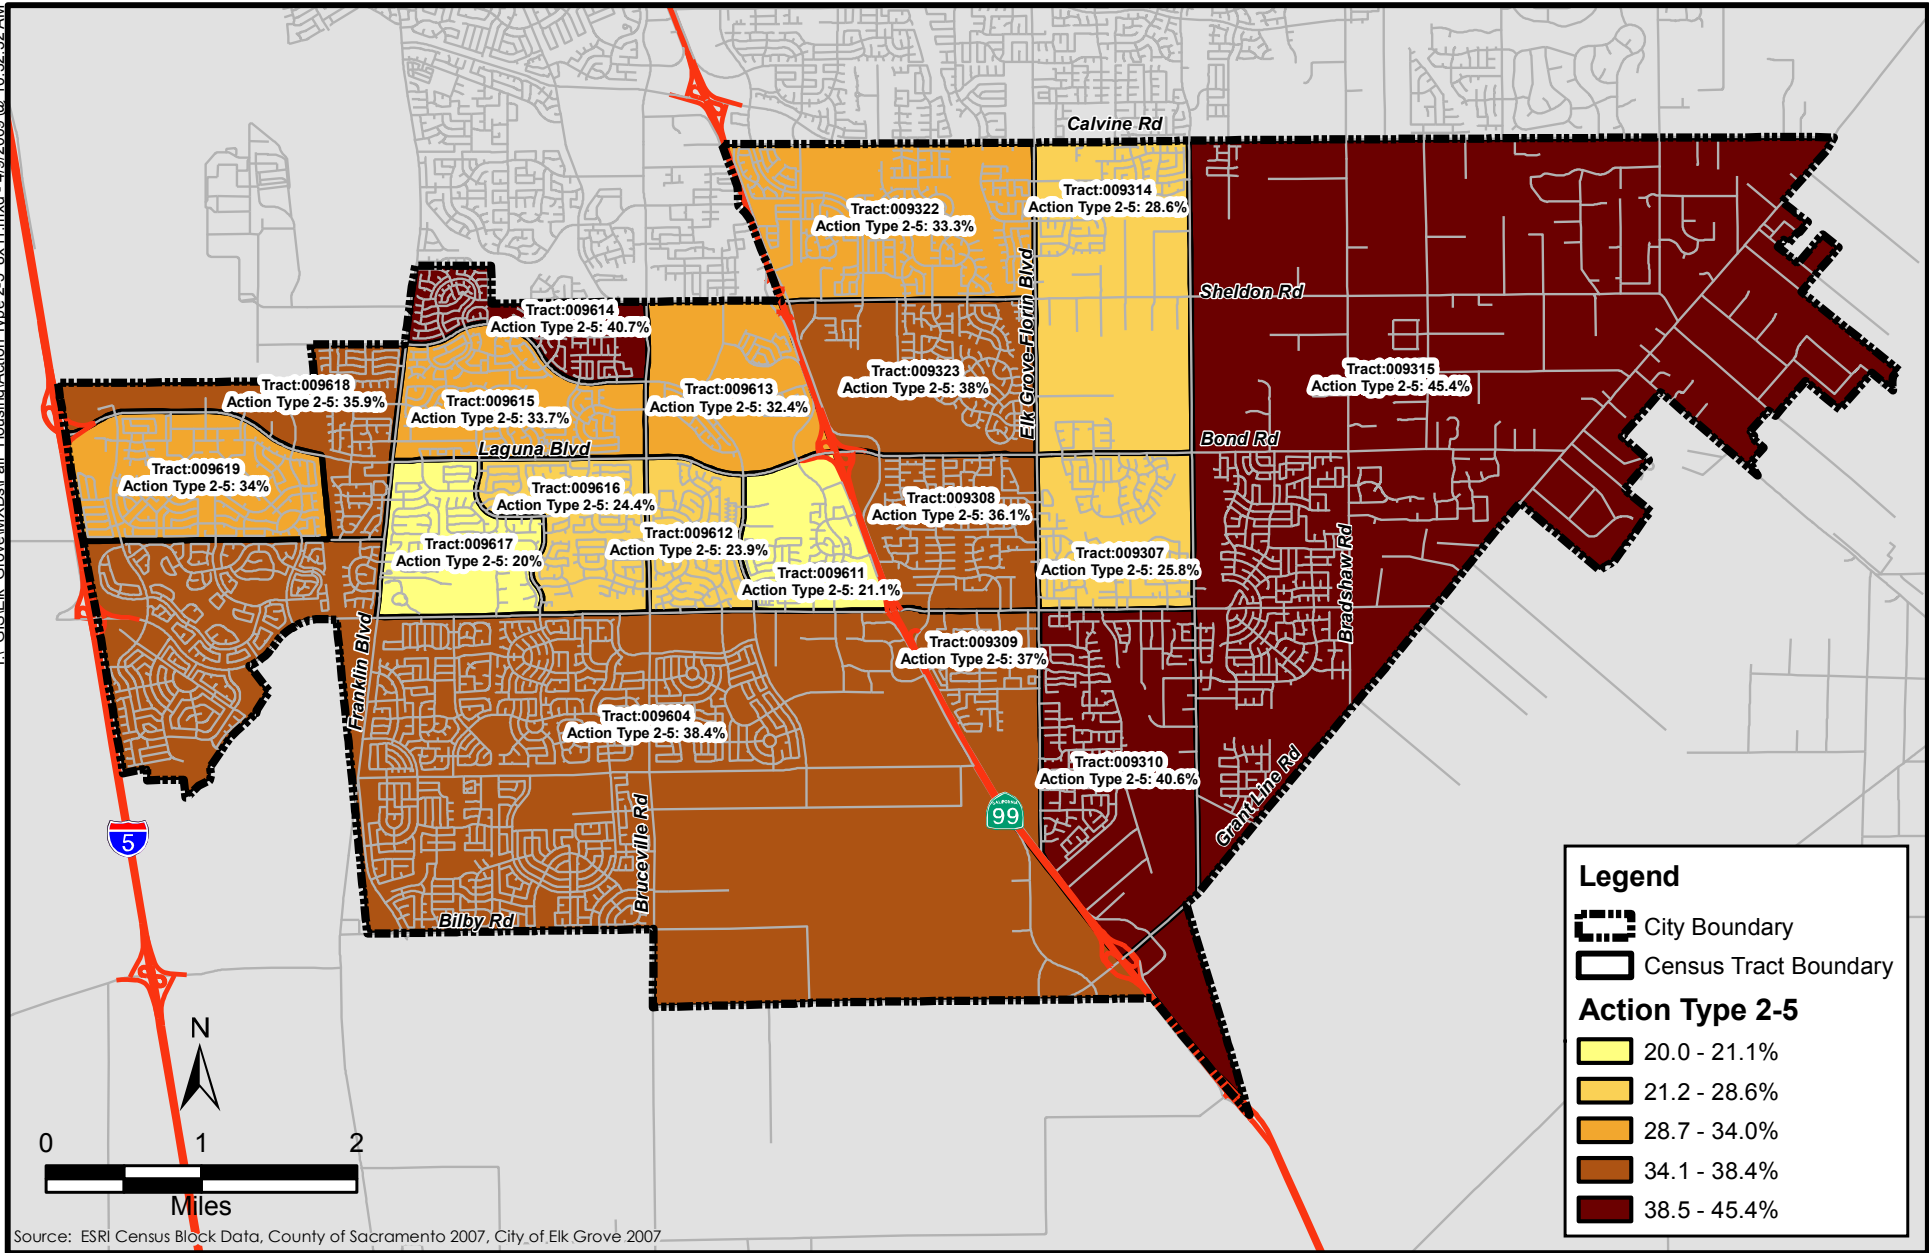 Calvine Rd
Tract:009314
Action Type 2-5: 28.6%
Tract:009322
Action Type 2-5: 33.3%
Elk Grove-Florin Blvd
Sheldon Rd
Tract:009614
Action Type 2-5: 40.7%
Tract:009323
Action Type 2-5: 38%
Tract:009315
Action Type 2-5: 45.4%
Tract:009618
Action Type 2-5: 35.9%
Tract:009615
Action Type 2-5: 33.7%
Tract:009613
Action Type 2-5: 32.4%
Laguna Blvd
Bond Rd
Tract:009619
Action Type 2-5: 34%
Tract:009616
Action Type 2-5: 24.4%
Tract:009308
Action Type 2-5: 36.1%
Tract:009617
Action Type 2-5: 20%
Tract:009612
Action Type 2-5: 23.9%
Tract:009611
Action Type 2-5: 21.1%
Tract:009307
Action Type 2-5: 25.8%
Bradshaw Rd
Franklin Blvd
Tract:009309
Action Type 2-5: 37%
Tract:009604
Action Type 2-5: 38.4%
Tract:009310
Action Type 2-5: 40.6%
Grant Line Rd
Bruceville Rd
CALIFORNIA
99
5
Bilby Rd
Legend
City Boundary
Census Tract Boundary
Action Type 2-5
20.0 - 21.1%
21.2 - 28.6%
28.7 - 34.0%
34.1 - 38.4%
38.5 - 45.4%
N
0 1 2
Miles
Source: ESRI Census Block Data, County of Sacramento 2007, City of Elk Grove 2007